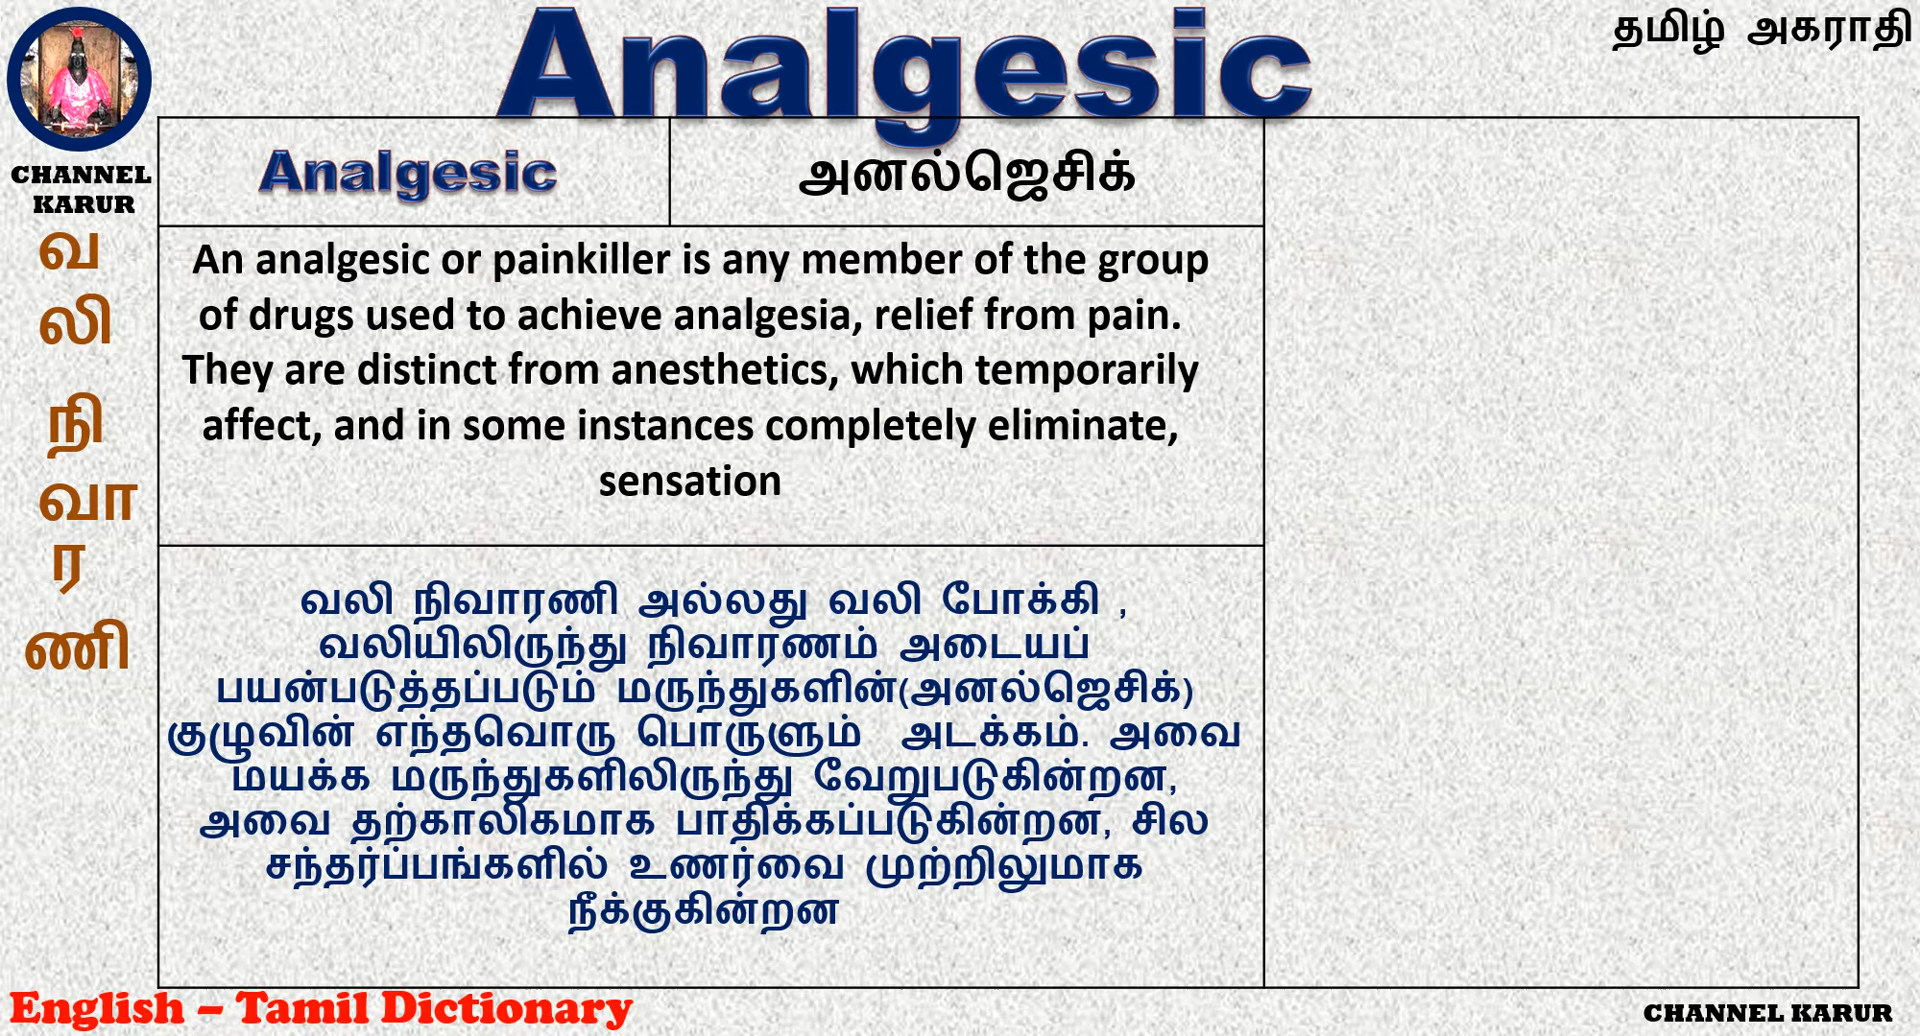 Analgesic
தமிழ் அகராதி
CHANNEL
KARUR
வ
லி
நி
வா
ர
ணி
Analgesic
அனல்ஜெசிக்
An analgesic or painkiller is any member of the group
of drugs used to achieve analgesia, relief from pain.
They are distinct from anesthetics, which temporarily
affect, and in some instances completely eliminate,
sensation
வலி நிவாரணி அல்லது வலி போக்கி ,
வலியிலிருந்து நிவாரணம் அடையப்
பயன்படுத்தப்படும் மருந்துகளின்(அனல்ஜெசிக்)
குழுவின் எந்தவொரு பொருளும் அடக்கம். அவை
மயக்க மருந்துகளிலிருந்து வேறுபடுகின்றன,
அவை தற்காலிகமாக பாதிக்கப்படுகின்றன, சில
சந்தர்ப்பங்களில் உணர்வை முற்றிலுமாக
நீக்குகின்றன
English – Tamil Dictionary
CHANNEL KARUR